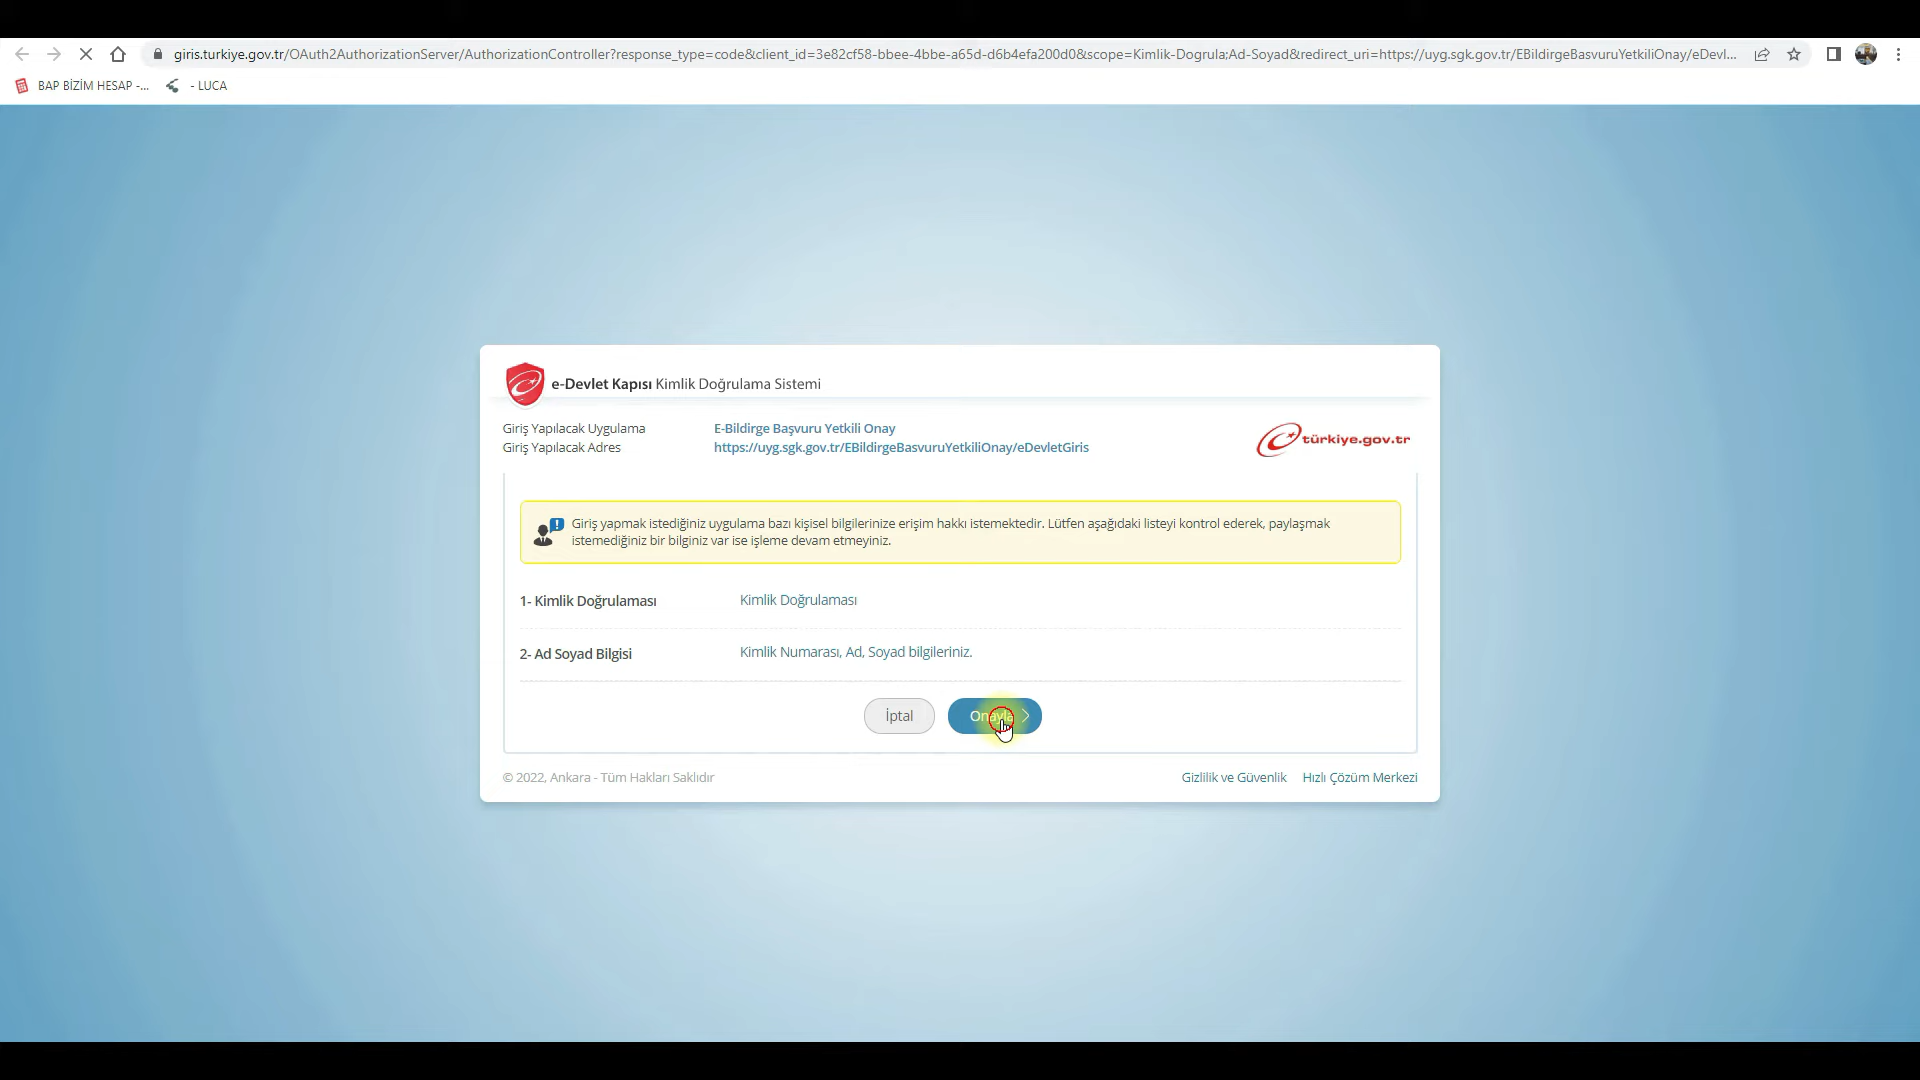 giris.turkiye.gov.tr/OAuth2AuthorizationServer/AuthorizationController?response_type=code&client_id=3e82cf58-bbee-4bbe-a65d-d6b4efa200d0&scope=Kimlik-Dogrula;Ad-Soyad&redirect_uri=https://uyg.sgk.gov.tr/EBildirgeBasvuruYetkiliOnay/eDevl...
BAP BİZİM HESAP -... - LUCA
e-Devlet Kapısı Kimlik Doğrulama Sistemi
Giriş Yapılacak Uygulama E-Bildirge Başvuru Yetkili Onay
Giriş Yapılacak Adres https://uyg.sgk.gov.tr/EBildirgeBasvuruYetkiliOnay/eDevletGiris
türkiye.gov.tr
Giriş yapmak istediğiniz uygulama bazı kişisel bilgilerinize erişim hakkı istemektedir. Lütfen aşağıdaki listeyi kontrol ederek, paylaşmak
istemediğiniz bir bilginiz var ise işleme devam etmeyiniz.
1- Kimlik Doğrulaması Kimlik Doğrulaması
2- Ad Soyad Bilgisi Kimlik Numarası, Ad, Soyad bilgileriniz.
İptal Onayla
© 2022, Ankara - Tüm Hakları Saklıdır Gizlilik ve Güvenlik Hızlı Çözüm Merkezi